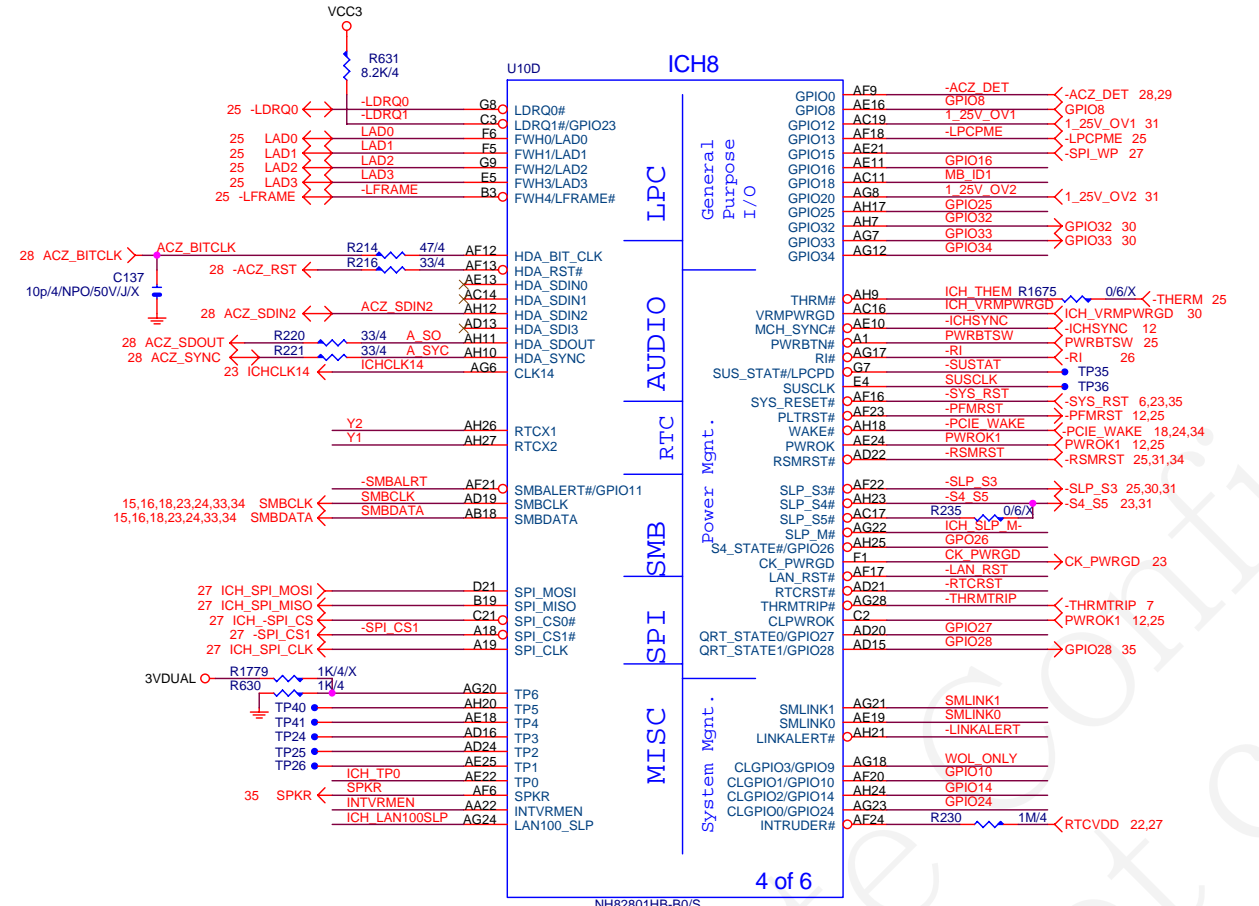 VCC3
R631
8.2K/4
U10D
ICH8
25 -LDRQ0 -LDRQ0 G8 LDRQ0#
-LDRQ1 C3 LDRQ1#/GPIO23
25 LAD0 LAD0 F6 FWH0/LAD0
25 LAD1 LAD1 F5 FWH1/LAD1
25 LAD2 LAD2 G9 FWH2/LAD2
25 LAD3 LAD3 E5 FWH3/LAD3
25 -LFRAME -LFRAME B3 FWH4/LFRAME#
LPC
28 ACZ_BITCLK ACZ_BITCLK R214 47/4 AF12 HDA_BIT_CLK
28 -ACZ_RST R216 33/4 AF13 HDA_RST#
C137
10p/4/NPO/50V/J/X
AE13 HDA_SDIN0
AC14 HDA_SDIN1
28 ACZ_SDIN2 ACZ_SDIN2 AH12 HDA_SDIN2
AD13 HDA_SDI3
28 ACZ_SDOUT R220 33/4 A_SO AH11 HDA_SDOUT
28 ACZ_SYNC R221 33/4 A_SYC AH10 HDA_SYNC
23 ICHCLK14 ICHCLK14 AG6 CLK14
AUDIO
Y2 AH26 RTCX1
Y1 AH27 RTCX2
RTC
-SMBALRT AF21 SMBALERT#/GPIO11
15,16,18,23,24,33,34 SMBCLK SMBCLK AD19 SMBCLK
15,16,18,23,24,33,34 SMBDATA SMBDATA AB18 SMBDATA
SMB
27 ICH_SPI_MOSI D21 SPI_MOSI
27 ICH_SPI_MISO B19 SPI_MISO
27 ICH_-SPI_CS C21 SPI_CS0#
27 -SPI_CS1 -SPI_CS1 A18 SPI_CS1#
27 ICH_SPI_CLK A19 SPI_CLK
SPI
3VDUAL R1779 1K/4/X
R630 1K/4
AG20 TP6
TP40 AH20 TP5
TP41 AE18 TP4
TP24 AD16 TP3
TP25 AD24 TP2
TP26 AE25 TP1
ICH_TP0 AE22 TP0
35 SPKR SPKR AF6 SPKR
INTVRMEN AA22 INTVRMEN
ICH_LAN100SLP AG24 LAN100_SLP
MISC
General
Purpose
I/O
GPIO0 AF9 -ACZ_DET -ACZ_DET 28,29
GPIO8 AE16 GPIO8 GPIO8
GPIO12 AC19 1_25V_OV1 1_25V_OV1 31
GPIO13 AF18 -LPCPME -LPCPME 25
GPIO15 AE21 -SPI_WP 27
GPIO16 AE11 GPIO16
GPIO18 AC11 MB_ID1
GPIO20 AG8 1_25V_OV2 1_25V_OV2 31
GPIO25 AH17 GPIO25
GPIO32 AH7 GPIO32 GPIO32 30
GPIO33 AG7 GPIO33 GPIO33 30
GPIO34 AG12 GPIO34
Power Mgnt.
THRM# AH9 ICH_THEM R1675 0/6/X -THERM 25
VRMPWRGD AC16 ICH_VRMPWRGD ICH_VRMPWRGD 30
MCH_SYNC# AE10 -ICHSYNC -ICHSYNC 12
PWRBTN# A1 PWRBTSW PWRBTSW 25
RI# AG17 -RI -RI 26
SUS_STAT#/LPCPD G7 -SUSTAT TP35
SUSCLK E4 SUSCLK TP36
SYS_RESET# AF16 -SYS_RST -SYS_RST 6,23,35
PLTRST# AF23 -PFMRST -PFMRST 12,25
WAKE# AH18 -PCIE_WAKE -PCIE_WAKE 18,24,34
PWROK AE24 PWROK1 PWROK1 12,25
RSMRST# AD22 -RSMRST -RSMRST 25,31,34
SLP_S3# AF22 -SLP_S3 -SLP_S3 25,30,31
SLP_S4# AH23 -S4_S5 -S4_S5 23,31
SLP_S5# AC17 R235 0/6/X
SLP_M# AG22 ICH_SLP_M-
S4_STATE#/GPIO26 AH25 GPO26
CK_PWRGD F1 CK_PWRGD CK_PWRGD 23
LAN_RST# AF17 -LAN_RST
RTCRST# AD21 -RTCRST
THRMTRIP# AG28 -THRMTRIP -THRMTRIP 7
CLPWROK C2 PWROK1 12,25
QRT_STATE0/GPIO27 AD20 GPIO27
QRT_STATE1/GPIO28 AD15 GPIO28 GPIO28 35
System Mgnt.
SMLINK1 AG21 SMLINK1
SMLINK0 AE19 SMLINK0
LINKALERT# AH21 -LINKALERT
CLGPIO3/GPIO9 AG18 WOL_ONLY
CLGPIO1/GPIO10 AF20 GPIO10
CLGPIO2/GPIO14 AH24 GPIO14
CLGPIO0/GPIO24 AG23 GPIO24
INTRUDER# AF24 R230 1M/4 RTCVDD 22,27
4 of 6
NH82801HB-B0/S